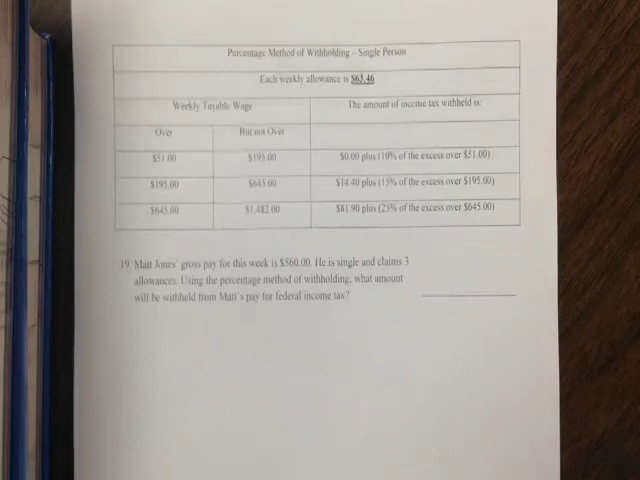 Percentage Method of Withholding – Single Person
Each weekly allowance is $63.46
Weekly Taxable Wage The amount of income tax withheld is:
Over But not Over
$51.00 $195.00 $0.00 plus (10% of the excess over $51.00)
$195.00 $645.00 $14.40 plus (15% of the excess over $195.00)
$645.00 $1,482.00 $81.90 plus (25% of the excess over $645.00)
19. Matt Jones' gross pay for this week is $560.00. He is single and claims 3
allowances. Using the percentage method of withholding, what amount
will be withheld from Matt's pay for federal income tax?